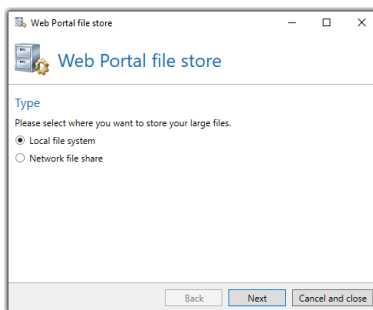 Web Portal file store
Web Portal file store
Type
Please select where you want to store your large files.
Local file system
Network file share
Back
Next
Cancel and close